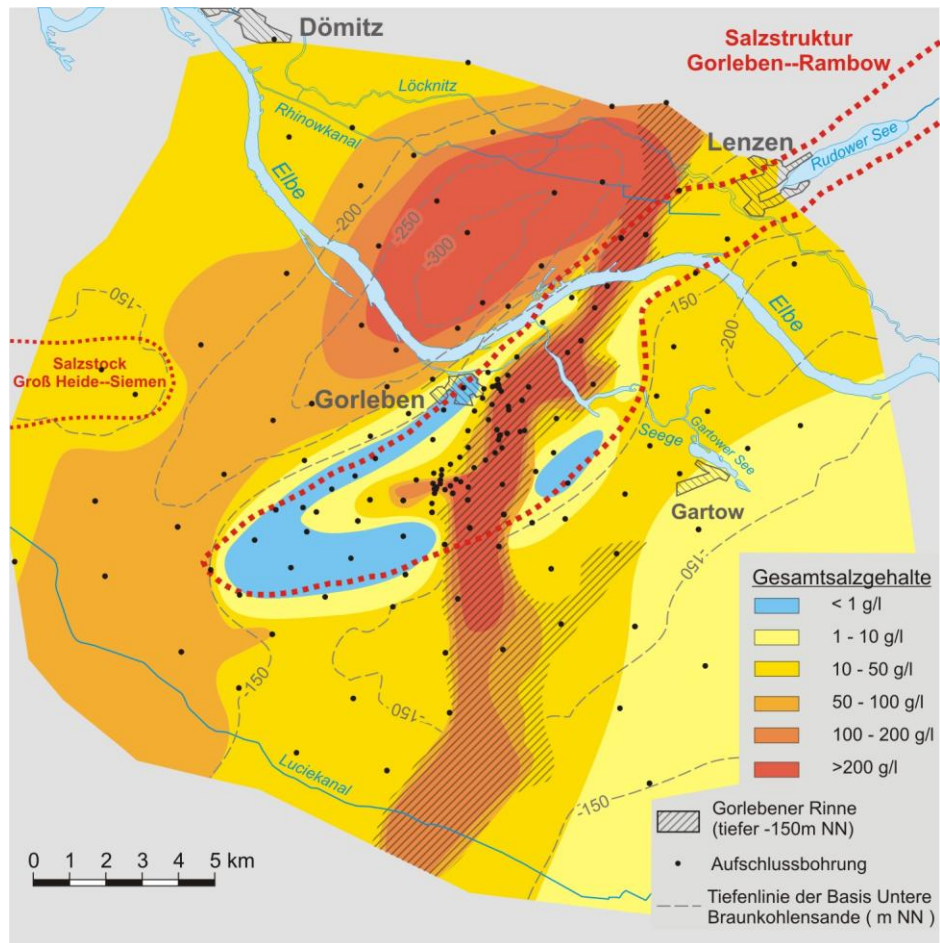 Dömitz
Salzstruktur
Gorleben--Rambow
Löcknitz
Rhinowkanal
Lenzen
Rudower See
Elbe
-200
-250
-300
-150
-150
Elbe
200
Salzstock
Groß Heide--Siemen
Gorleben
Seege
Gartower See
Gartow
-150
-150
-150
Luciekanal
-150
Gesamtsalzgehalte
< 1 g/l
1 - 10 g/l
10 - 50 g/l
50 - 100 g/l
100 - 200 g/l
>200 g/l
Gorlebener Rinne
(tiefer -150m NN)
Aufschlussbohrung
Tiefenlinie der Basis Untere
Braunkohlensande ( m NN )
0 1 2 3 4 5 km